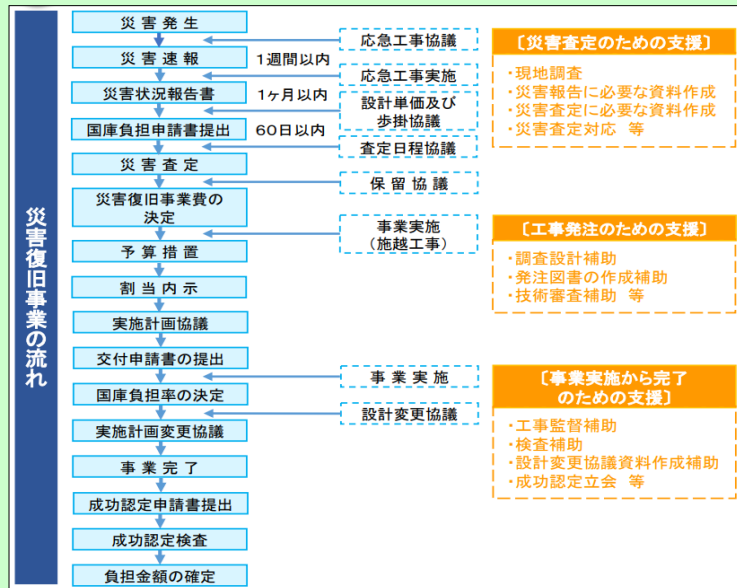 災害復旧事業の流れ
災害発生
応急工事協議
災害速報 1週間以内
応急工事実施
災害状況報告書 1ヶ月以内
設計単価及び
歩掛協議
国庫負担申請書提出 60日以内
査定日程協議
災害査定
保留協議
災害復旧事業費の
決定
事業実施
(施越工事)
予算措置
割当内示
実施計画協議
交付申請書の提出
事業実施
国庫負担率の決定
設計変更協議
実施計画変更協議
事業完了
成功認定申請書提出
成功認定検査
負担金額の確定
〔災害査定のための支援〕
・現地調査
・災害報告に必要な資料作成
・災害査定に必要な資料作成
・災害査定対応 等
〔工事発注のための支援〕
・調査設計補助
・発注図書の作成補助
・技術審査補助 等
〔事業実施から完了
のための支援〕
・工事監督補助
・検査補助
・設計変更協議資料作成補助
・成功認定立会 等